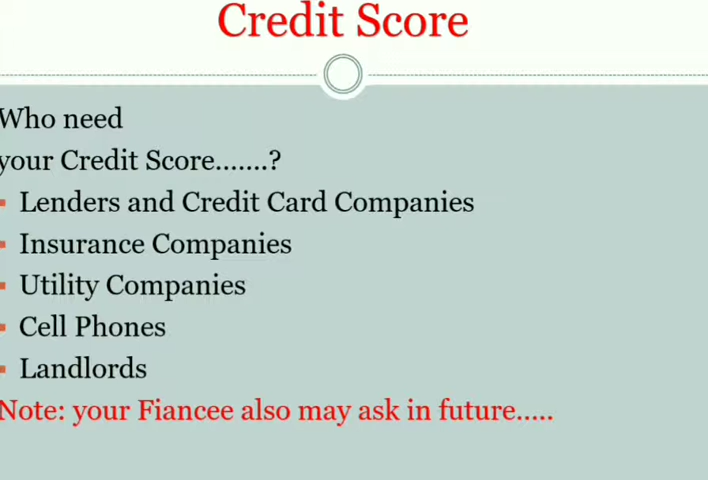 Credit Score
Who need
your Credit Score.......?
Lenders and Credit Card Companies
Insurance Companies
Utility Companies
Cell Phones
Landlords
Note: your Fiancee also may ask in future.....